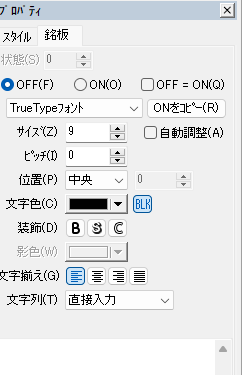 プロパティ
スタイル 銘板
状態(S) 0
OFF(F) ON(O) OFF = ON(Q)
TrueTypeフォント ONをコピー(R)
サイズ(Z) 9 自動調整(A)
ピッチ(I) 0
位置(P) 中央 0
文字色(C) BLK
装飾(D) B S C
影色(W)
文字揃え(G)
文字列(T) 直接入力